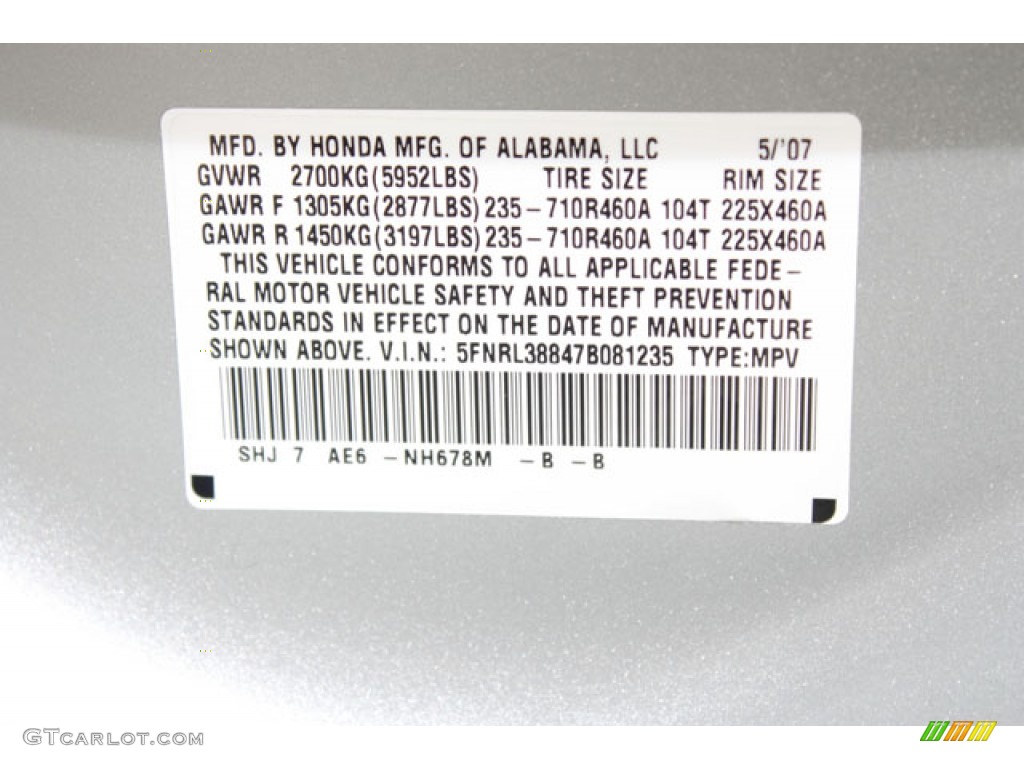 MFD. BY HONDA MFG. OF ALABAMA, LLC 5/'07
GVWR 2700KG(5952LBS) TIRE SIZE RIM SIZE
GAWR F 1305KG(2877LBS) 235-710R460A 104T 225X460A
GAWR R 1450KG(3197LBS) 235-710R460A 104T 225X460A
THIS VEHICLE CONFORMS TO ALL APPLICABLE FEDE-
RAL MOTOR VEHICLE SAFETY AND THEFT PREVENTION
STANDARDS IN EFFECT ON THE DATE OF MANUFACTURE
SHOWN ABOVE. V.I.N.: 5FNRL38847B081235 TYPE:MPV
SHJ 7 AE6 -NH678M -B -B
GTCarlot.com